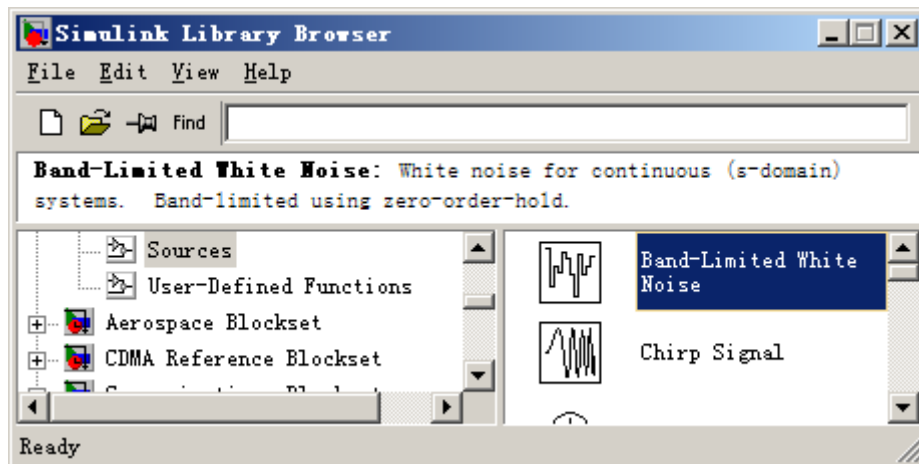 Simulink Library Browser
File Edit View Help
Find
Band-Limited White Noise: White noise for continuous (s-domain)
systems. Band-limited using zero-order-hold.
Sources
User-Defined Functions
Aerospace Blockset
CDMA Reference Blockset
Band-Limited White
Noise
Chirp Signal
Ready